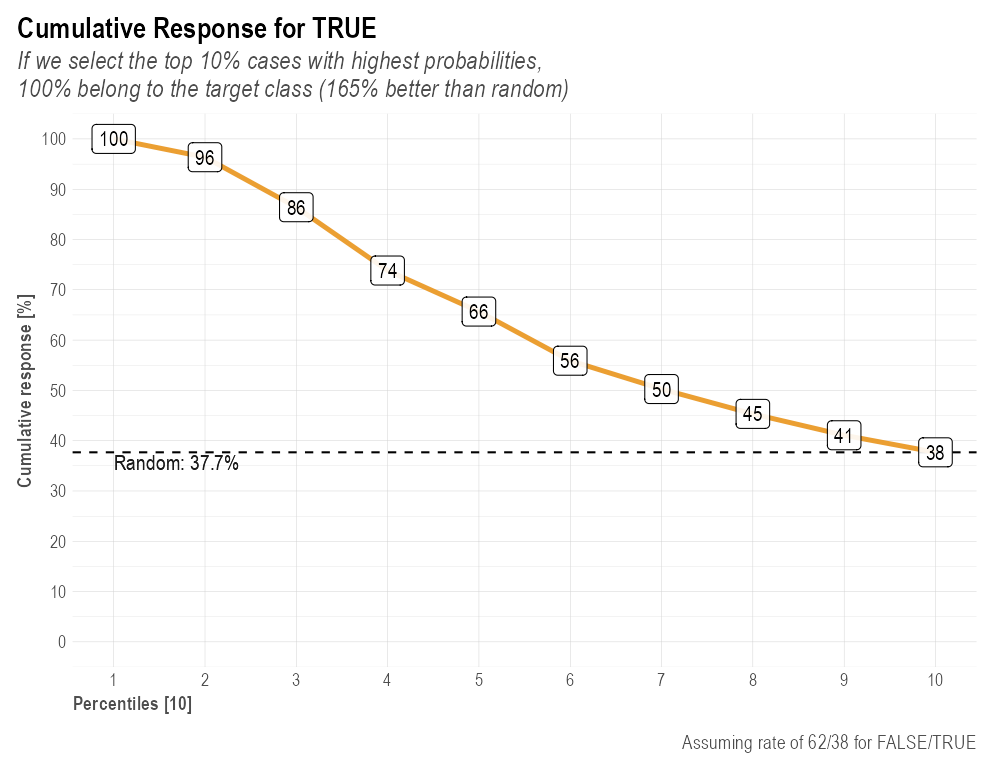 Cumulative Response for TRUE
If we select the top 10% cases with highest probabilities,
100% belong to the target class (165% better than random)
Cumulative response [%]
100
90
80
70
60
50
40
30
20
10
0
100
96
86
74
66
56
50
45
41
38
Random: 37.7%
1 2 3 4 5 6 7 8 9 10
Percentiles [10]
Assuming rate of 62/38 for FALSE/TRUE